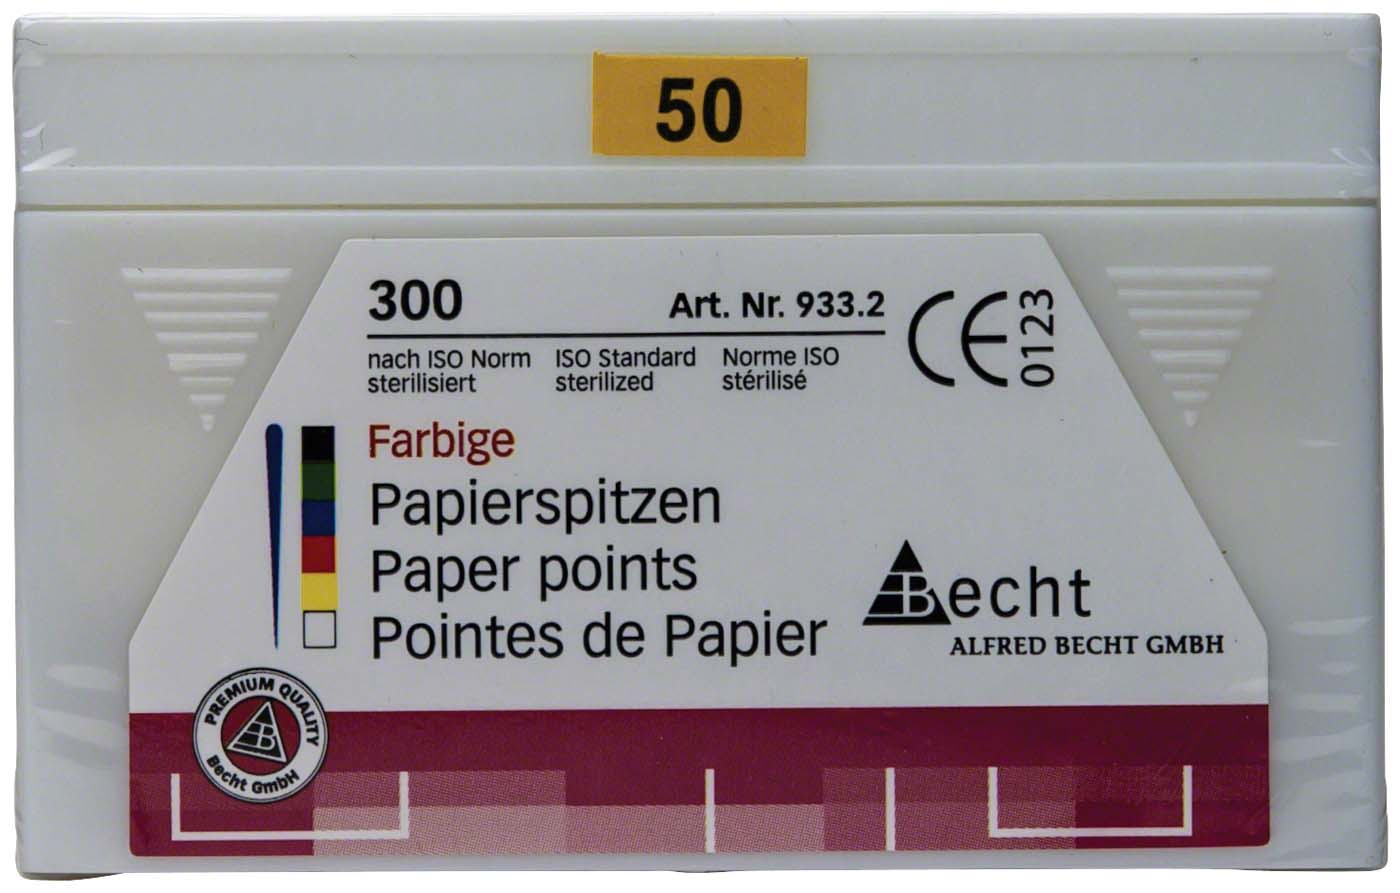 50
300 Art. Nr. 933.2
CE 0123
nach ISO Norm ISO Standard Norme ISO
sterilisiert sterilized stérilisé
Farbige
Papierspitzen
Paper points
Pointes de Papier
Becht
ALFRED BECHT GMBH
PREMIUM QUALITY
B
Becht GmbH